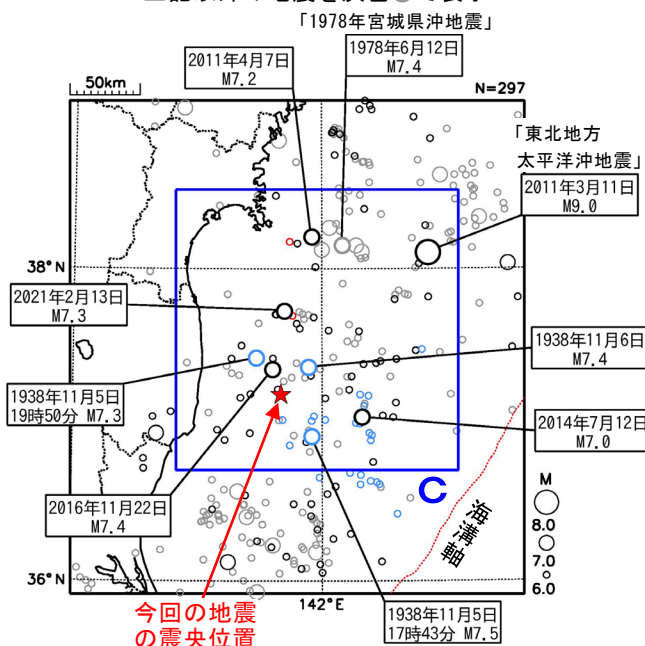 「1978年宮城県沖地震」
2011年4月7日
M7.2
1978年6月12日
M7.4
50km
N=297
「東北地方
太平洋沖地震」
2011年3月11日
M9.0
38°N
2021年2月13日
M7.3
1938年11月6日
M7.4
1938年11月5日
19時50分 M7.3
2014年7月12日
M7.0
C
2016年11月22日
M7.4
海溝軸
M
8.0
7.0
6.0
36°N
142°E
今回の地震
の震央位置
1938年11月5日
17時43分 M7.5